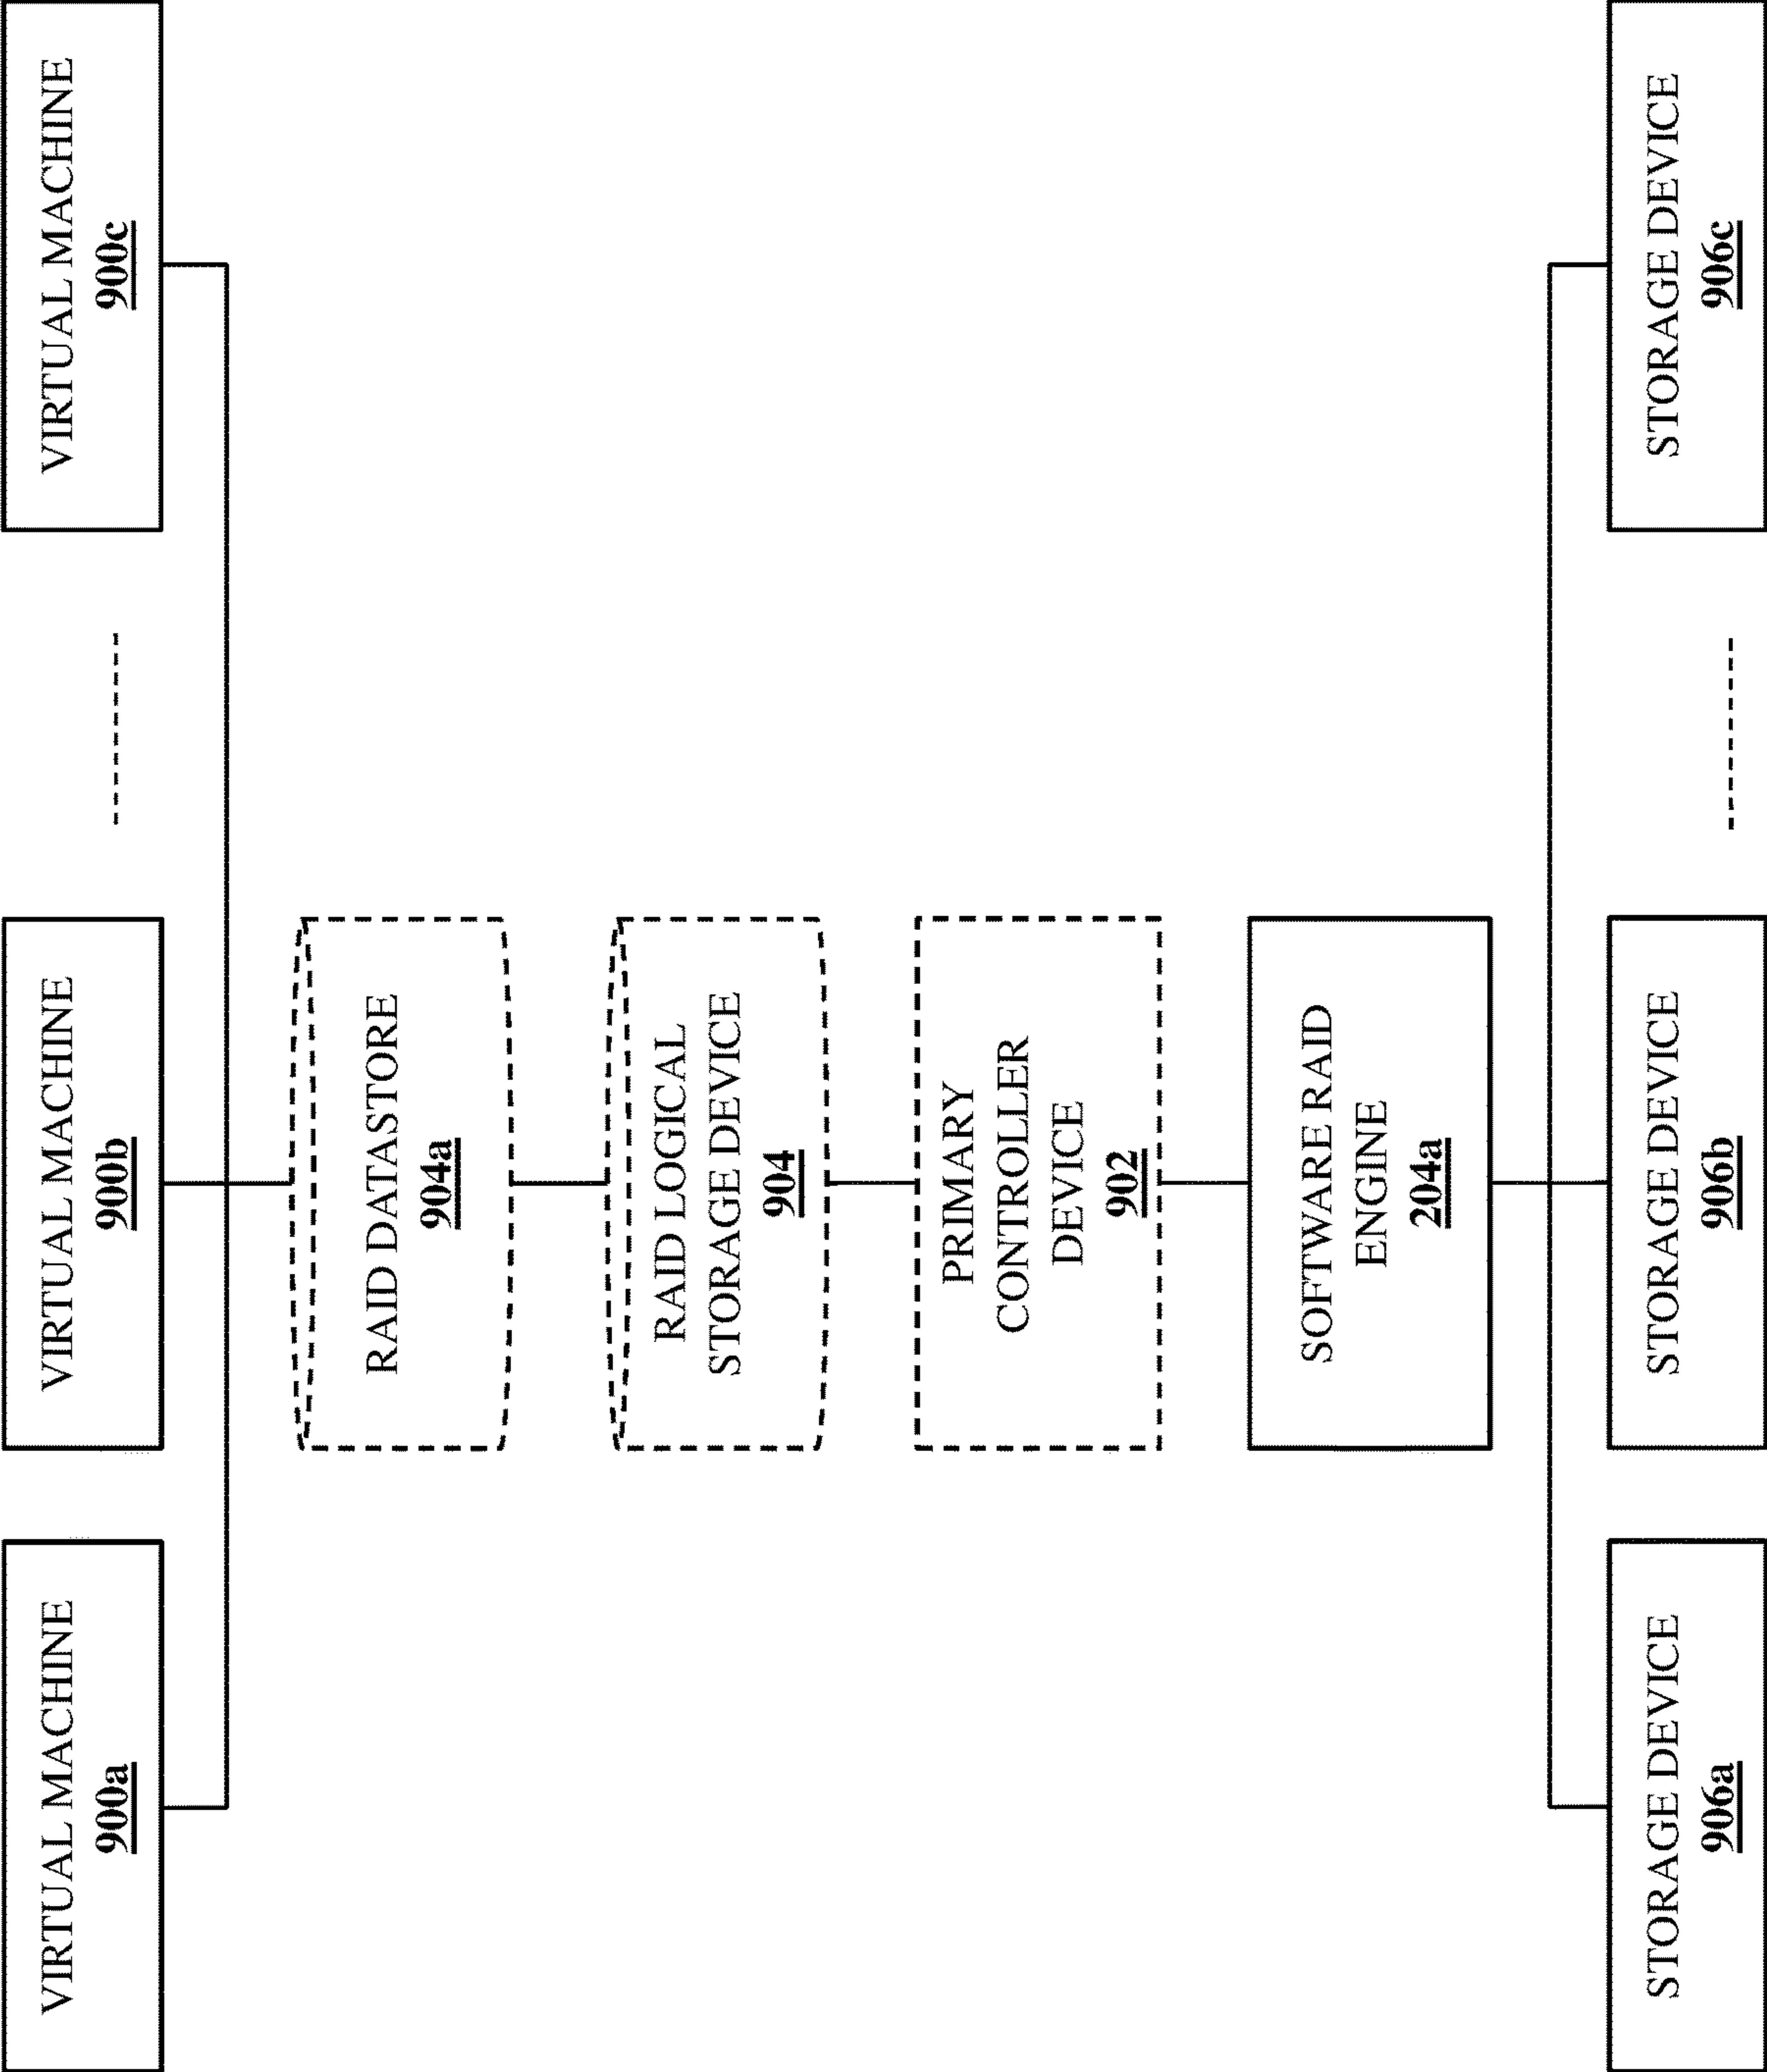 VIRTUAL MACHINE
900a
VIRTUAL MACHINE
900b
VIRTUAL MACHINE
900c
RAID DATASTORE
904a
RAID LOGICAL
STORAGE DEVICE
904
PRIMARY
CONTROLLER
DEVICE
902
SOFTWARE RAID
ENGINE
204a
STORAGE DEVICE
906a
STORAGE DEVICE
906b
STORAGE DEVICE
906c